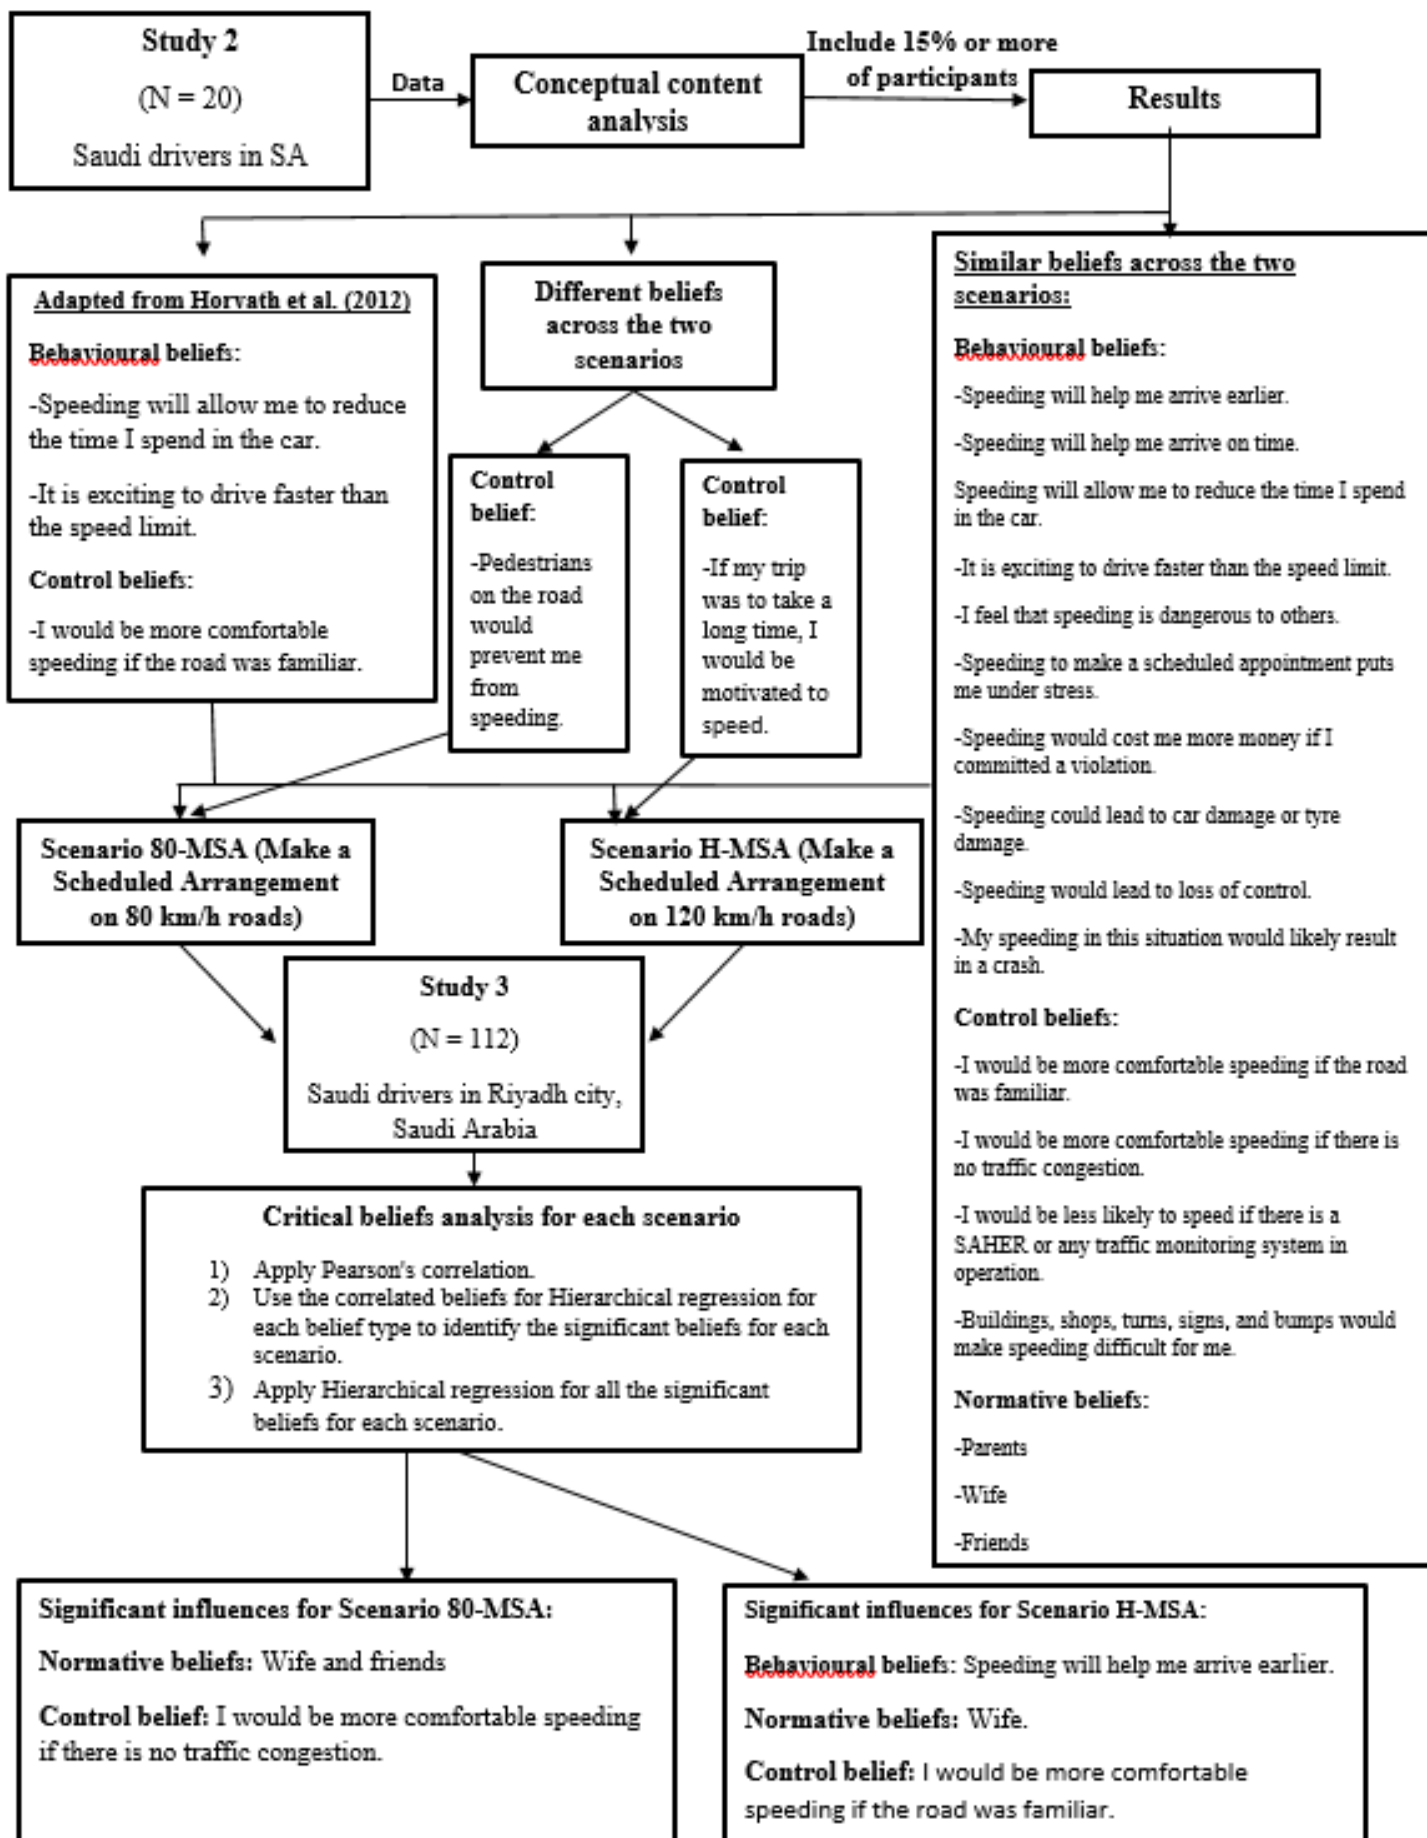 Study 2
(N = 20)
Saudi drivers in SA
Data
Conceptual content
analysis
Include 15% or more
of participants
Results
Adapted from Horvath et al. (2012)
Behavioural beliefs:
-Speeding will allow me to reduce
the time I spend in the car.
-It is exciting to drive faster than
the speed limit.
Control beliefs:
-I would be more comfortable
speeding if the road was familiar.
Different beliefs
across the two
scenarios
Control
belief:
-Pedestrians
on the road
would
prevent me
from
speeding.
Control
belief:
-If my trip
was to take a
long time, I
would be
motivated to
speed.
Similar beliefs across the two
scenarios:
Behavioural beliefs:
-Speeding will help me arrive earlier.
-Speeding will help me arrive on time.
Speeding will allow me to reduce the time I spend
in the car.
-It is exciting to drive faster than the speed limit.
-I feel that speeding is dangerous to others.
-Speeding to make a scheduled appointment puts
me under stress.
-Speeding would cost me more money if I
committed a violation.
-Speeding could lead to car damage or tyre
damage.
-Speeding would lead to loss of control.
-My speeding in this situation would likely result
in a crash.
Control beliefs:
-I would be more comfortable speeding if the road
was familiar.
-I would be more comfortable speeding if there is
no traffic congestion.
-I would be less likely to speed if there is a
SAHER or any traffic monitoring system in
operation.
-Buildings, shops, turns, signs, and bumps would
make speeding difficult for me.
Normative beliefs:
-Parents
-Wife
-Friends
Scenario 80-MSA (Make a
Scheduled Arrangement
on 80 km/h roads)
Scenario H-MSA (Make a
Scheduled Arrangement
on 120 km/h roads)
Study 3
(N = 112)
Saudi drivers in Riyadh city,
Saudi Arabia
Critical beliefs analysis for each scenario
1) Apply Pearson's correlation.
2) Use the correlated beliefs for Hierarchical regression for
each belief type to identify the significant beliefs for each
scenario.
3) Apply Hierarchical regression for all the significant
beliefs for each scenario.
Significant influences for Scenario 80-MSA:
Normative beliefs: Wife and friends
Control belief: I would be more comfortable speeding
if there is no traffic congestion.
Significant influences for Scenario H-MSA:
Behavioural beliefs: Speeding will help me arrive earlier.
Normative beliefs: Wife.
Control belief: I would be more comfortable
speeding if the road was familiar.